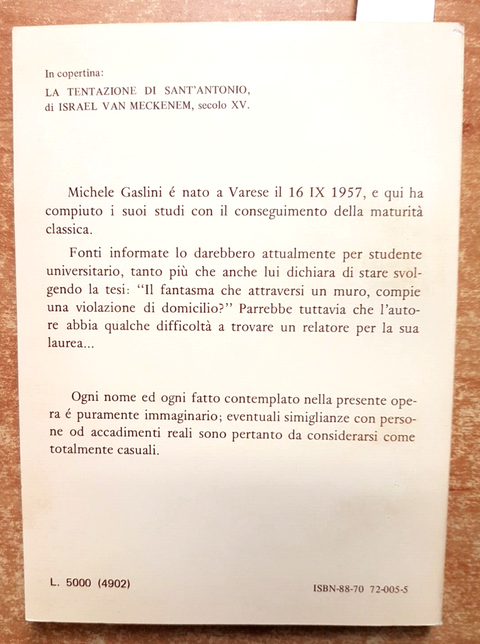 In copertina:
LA TENTAZIONE DI SANT'ANTONIO,
di ISRAEL VAN MECKENEM, secolo XV.
Michele Gaslini é nato a Varese il 16 IX 1957, e qui ha
compiuto i suoi studi con il conseguimento della maturità
classica.
Fonti informate lo darebbero attualmente per studente
universitario, tanto più che anche lui dichiara di stare svol-
gendo la tesi: “Il fantasma che attraversi un muro, compie
una violazione di domicilio?” Parrebbe tuttavia che l'auto-
re abbia qualche difficoltà a trovare un relatore per la sua
laurea...
Ogni nome ed ogni fatto contemplato nella presente ope-
ra é puramente immaginario; eventuali simiglianze con perso-
ne od accadimenti reali sono pertanto da considerarsi come
totalmente casuali.
L. 5000 (4902)
ISBN-88-70 72-005-5